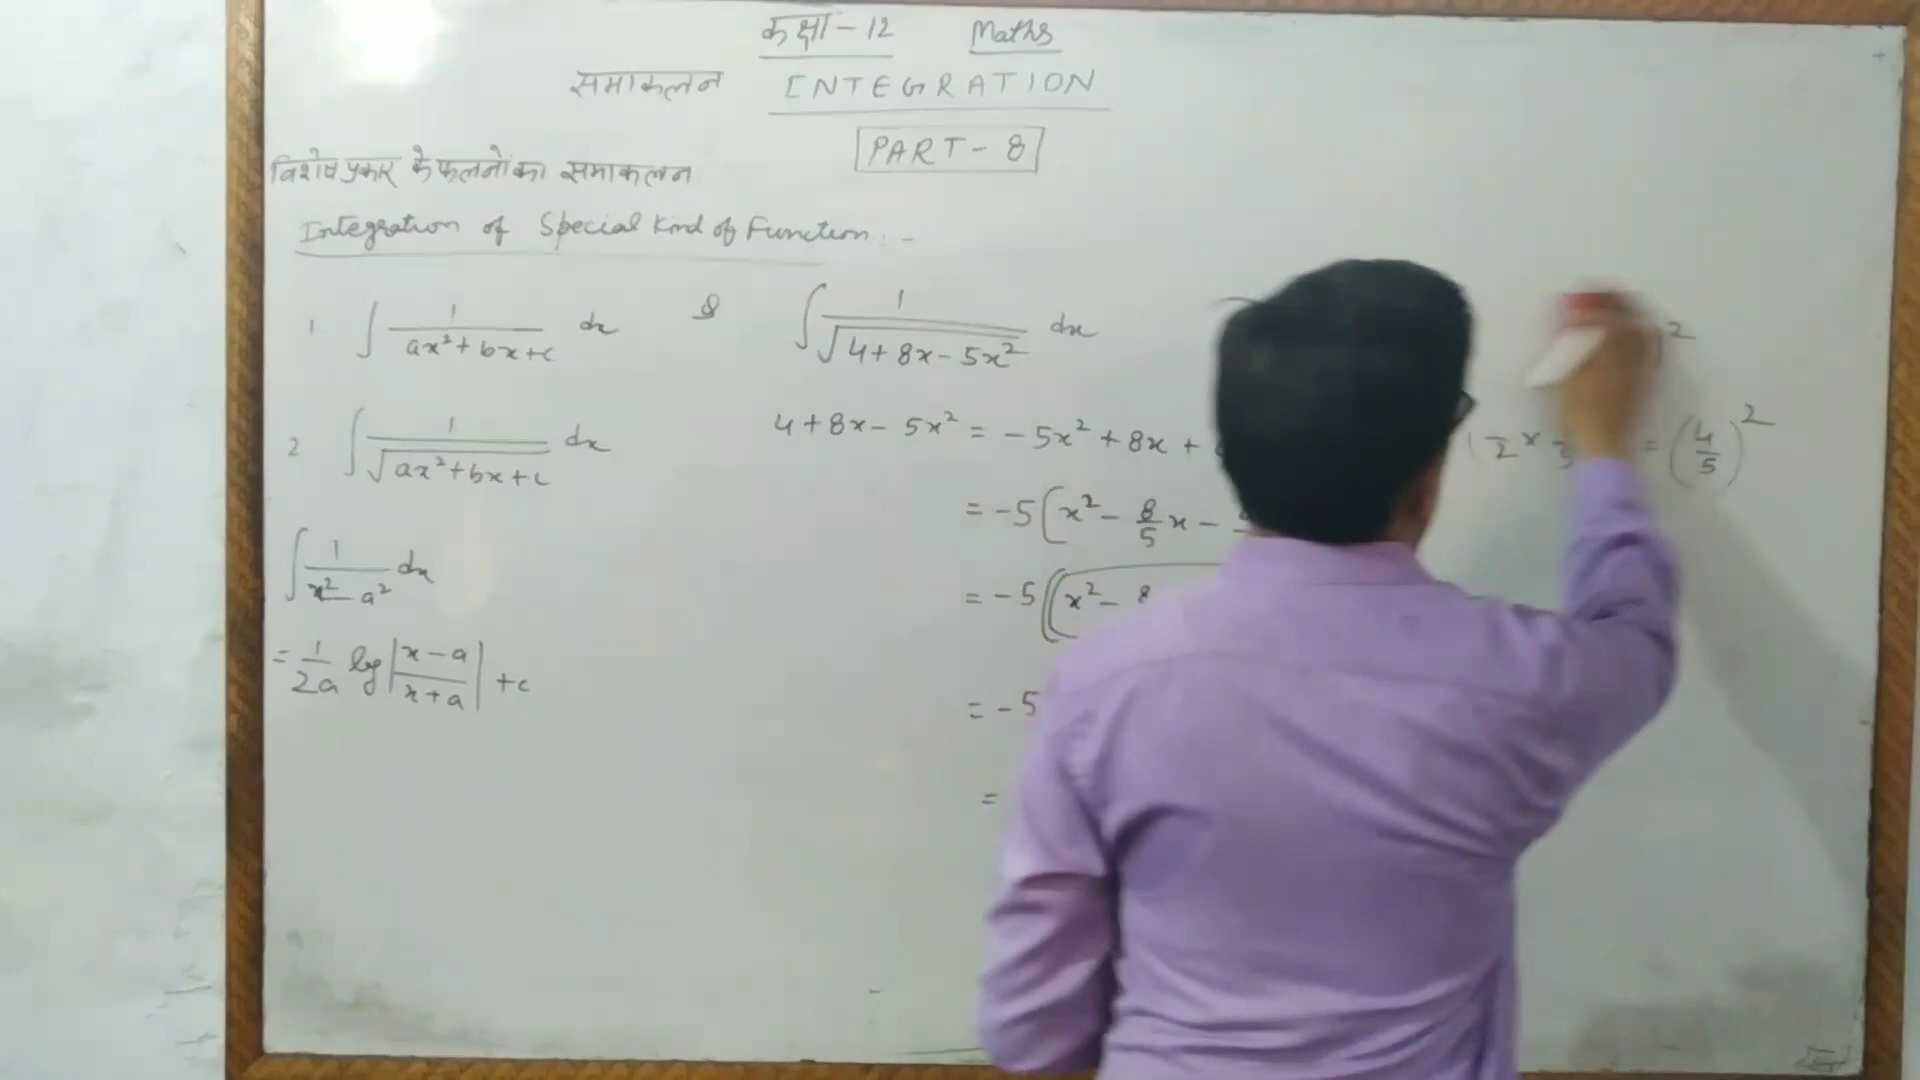 कक्षा - 12 Maths
समाकलन INTEGRATION
PART - 8
विशेष प्रकार के फलनों का समाकलन
Integration of Special Kind of Function : -
1. ∫ 1/(ax² + bx + c) dx
Q ∫ 1/√(4 + 8x - 5x²) dx
2 ∫ 1/√(ax² + bx + c) dx
4 + 8x - 5x² = - 5x² + 8x +
= (4/5)²
= -5(x² - 8/5 x -
∫ 1/(x² - a²) dx
= -5((x² - 8
= 1/2a log|(x - a)/(x + a)| + c
= -5
=